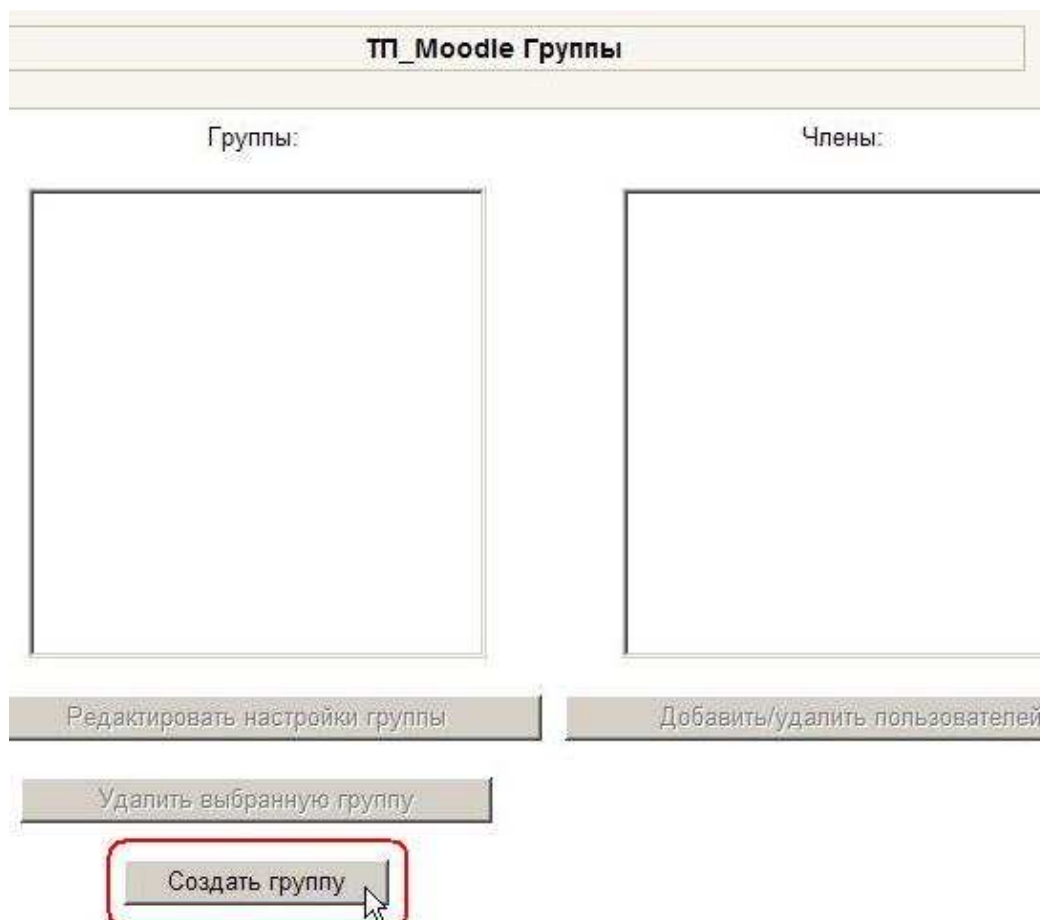 ТП_Moodle Группы
Группы:
Члены:
Редактировать настройки группы
Добавить/удалить пользователей
Удалить выбранную группу
Создать группу